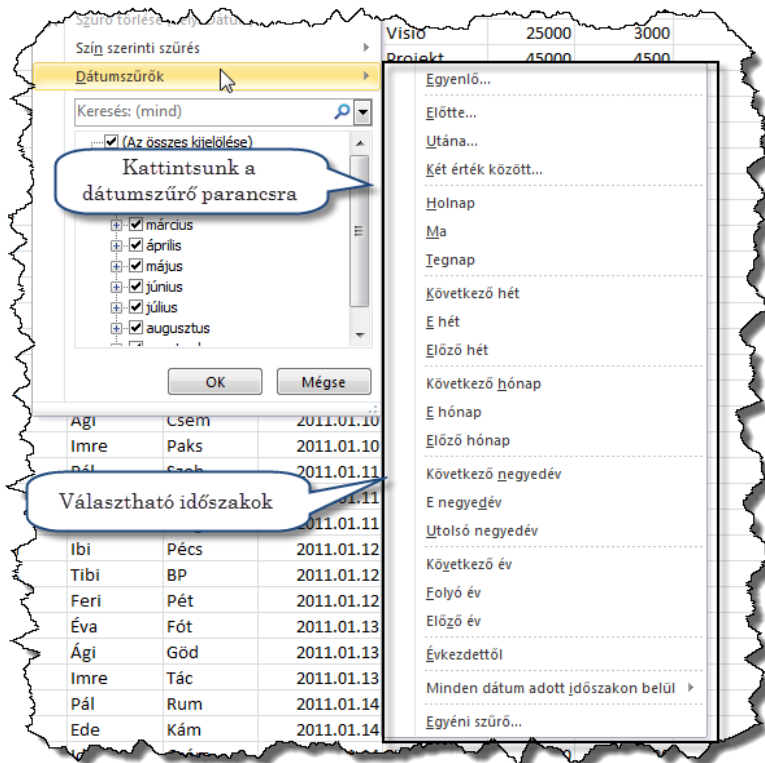 Szűrő törlése
Visio 25000 3000
Szín szerinti szűrés
Projekt 45000 4500
Dátumszűrők
Keresés: (mind)
(Az összes kijelölése)
Kattintsunk a
dátumszűrő parancsra
március
április
május
június
július
augusztus
OK Mégse
Egyenlő...
Előtte...
Utána...
Két érték között...
Holnap
Ma
Tegnap
Következő hét
E hét
Előző hét
Következő hónap
E hónap
Előző hónap
Következő negyedév
E negyedév
Utolsó negyedév
Következő év
Folyó év
Előző év
Évkezdettől
Minden dátum adott időszakon belül
Egyéni szűrő...
Ági Csém 2011.01.10
Imre Paks 2011.01.10
Pál Szob 2011.01.11
Választható időszakok
2011.01.11
Ibi Pécs 2011.01.12
Tibi BP 2011.01.12
Feri Pét 2011.01.12
Éva Fót 2011.01.13
Ági Göd 2011.01.13
Imre Tác 2011.01.13
Pál Rum 2011.01.14
Ede Kám 2011.01.14